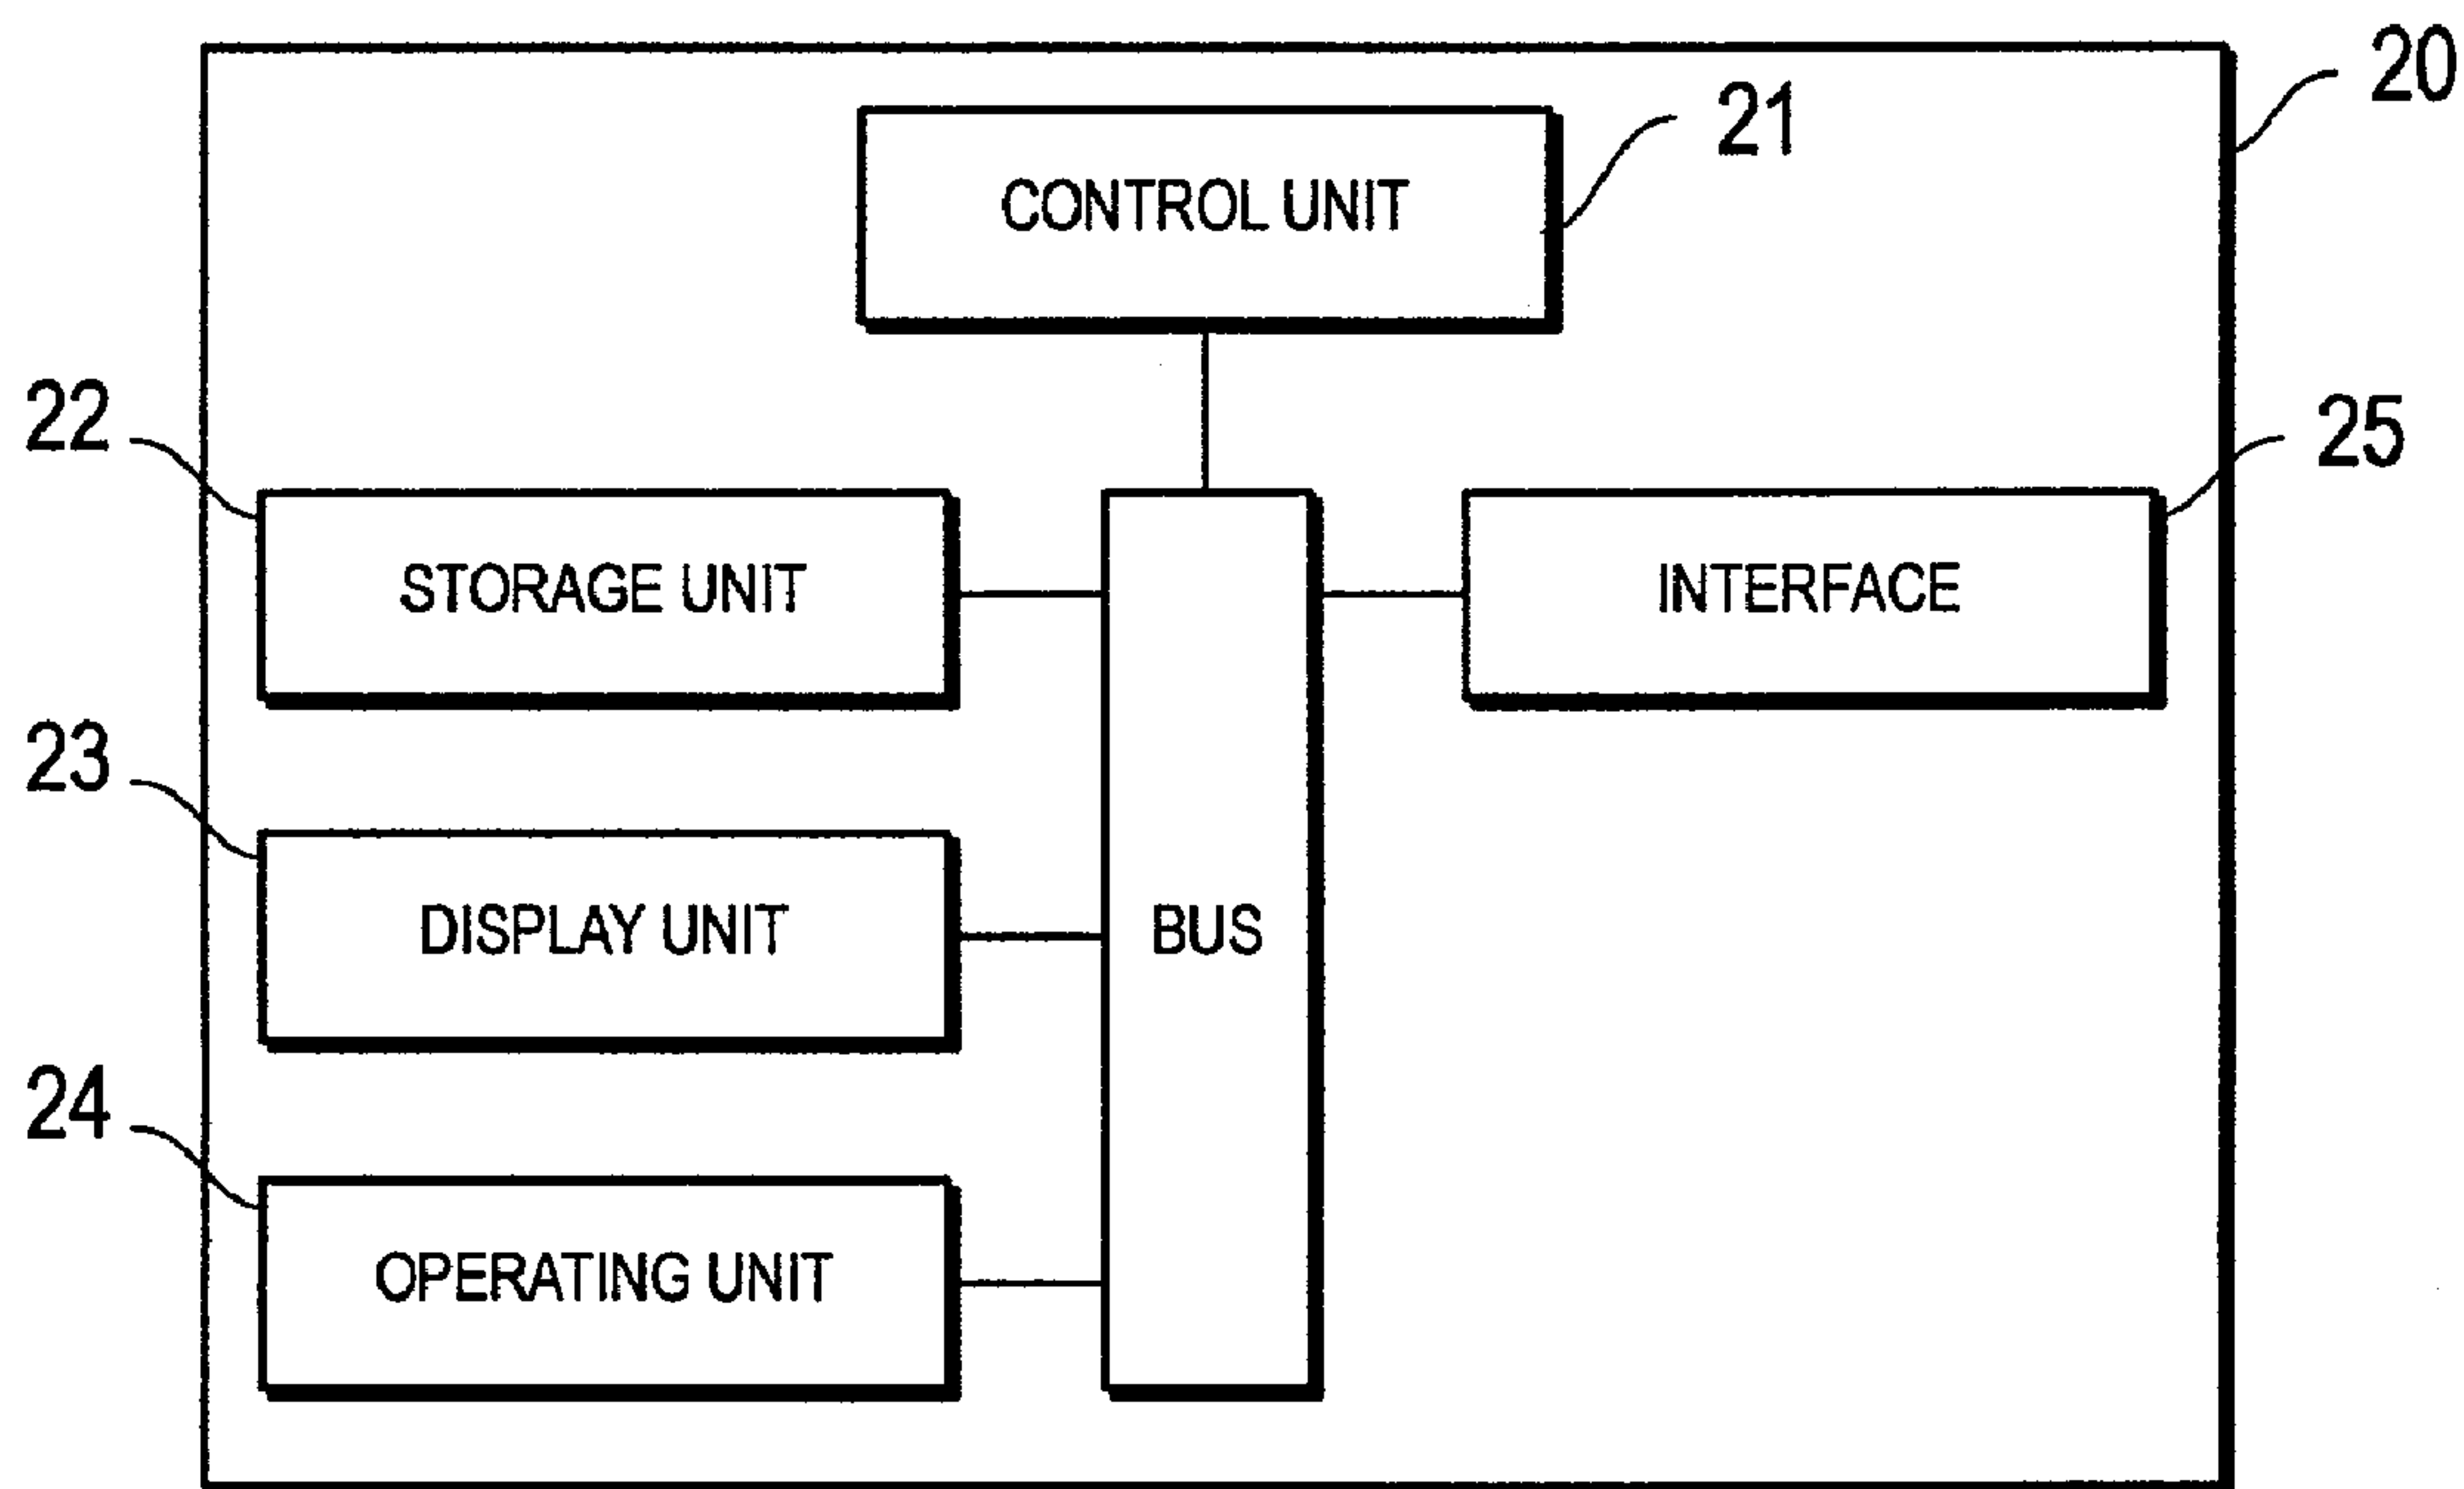 20
21
CONTROL UNIT
22
25
STORAGE UNIT
INTERFACE
23
DISPLAY UNIT
BUS
24
OPERATING UNIT